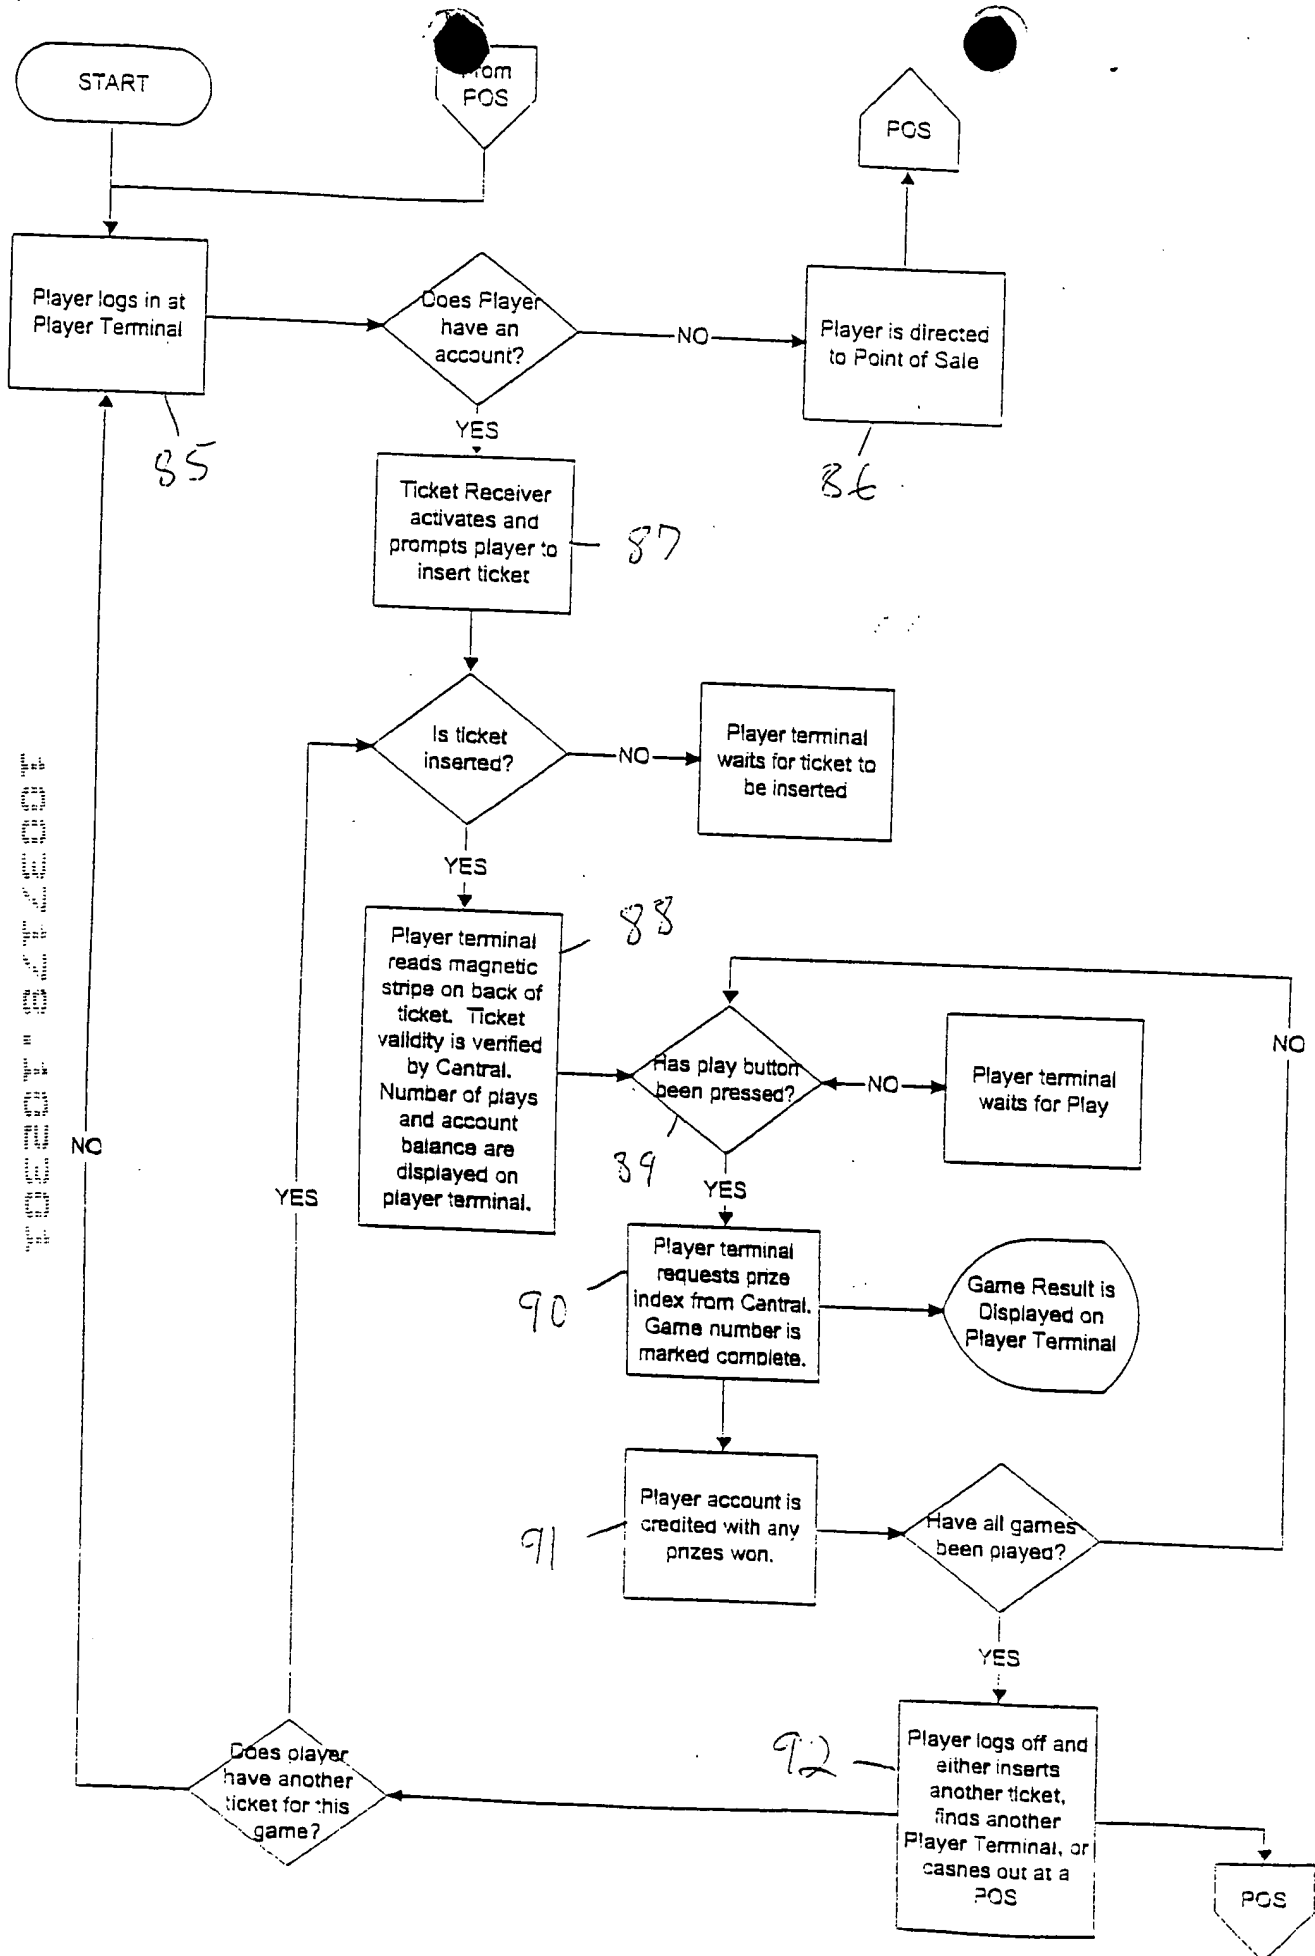 START
From
POS
POS
Player logs in at
Player Terminal
Does Player
have an
account?
NO
Player is directed
to Point of Sale
85
YES
86
Ticket Receiver
activates and
prompts player to
insert ticket
87
Is ticket
inserted?
NO
Player terminal
waits for ticket to
be inserted
YES
88
Player terminal
reads magnetic
stripe on back of
ticket. Ticket
validity is verified
by Central.
Number of plays
and account
balance are
displayed on
player terminal.
Has play button
been pressed?
NO
Player terminal
waits for Play
NO
89
YES
NO
YES
10037178.102301
90
Player terminal
requests prize
index from Central.
Game number is
marked complete.
Game Result is
Displayed on
Player Terminal
91
Player account is
credited with any
prizes won.
Have all games
been played?
YES
92
Player logs off and
either inserts
another ticket,
finds another
Player Terminal, or
cashes out at a
POS
Does player
have another
ticket for this
game?
POS